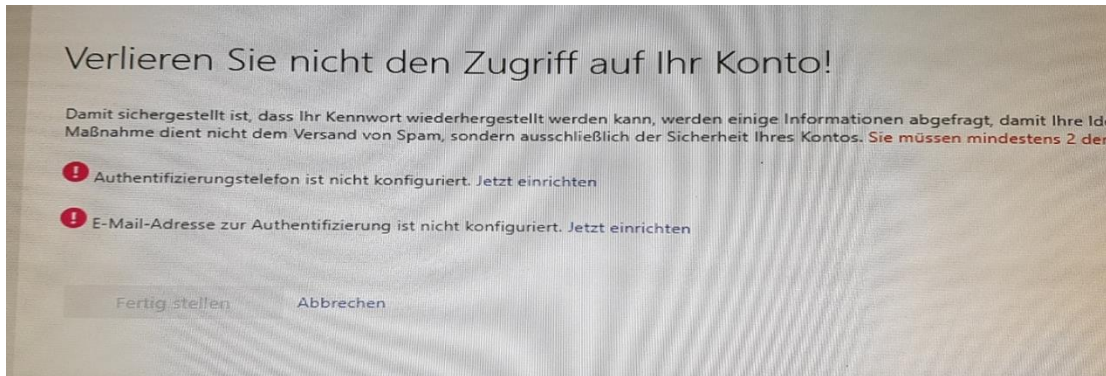 Verlieren Sie nicht den Zugriff auf Ihr Konto!
Damit sichergestellt ist, dass Ihr Kennwort wiederhergestellt werden kann, werden einige Informationen abgefragt, damit Ihre
Maßnahme dient nicht dem Versand von Spam, sondern ausschließlich der Sicherheit Ihres Kontos. Sie müssen mindestens 2
Authentifizierungstelefon ist nicht konfiguriert. Jetzt einrichten
E-Mail-Adresse zur Authentifizierung ist nicht konfiguriert. Jetzt einrichten
Fertig stellen Abbrechen